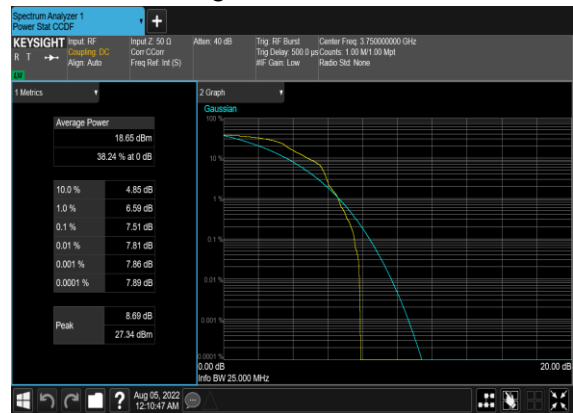 Spectrum Analyzer 1
Power Stat CCDF
+
KEYSIGHT Input: RF Input Z: 50 Ω Atten: 40 dB Trig: RF Burst Center Freq: 3.750000000 GHz
R T Coupling: DC Corr CCorr Trig Delay: 500.0 µs Counts: 1.00 M/1.00 Mpt
Align: Auto Freq Ref: Int (S) #IF Gain: Low Radio Std: None
LXI
1 Metrics
Average Power
18.65 dBm
38.24 % at 0 dB
10.0 % 4.85 dB
1.0 % 6.59 dB
0.1 % 7.51 dB
0.01 % 7.81 dB
0.001 % 7.86 dB
0.0001 % 7.89 dB
Peak
8.69 dB
27.34 dBm
2 Graph
Gaussian
100 %
10 %
1 %
0.1 %
0.01 %
0.001 %
0.0001 %
0.00 dB 20.00 dB
Info BW 25.000 MHz
? Aug 05, 2022
12:10:47 AM